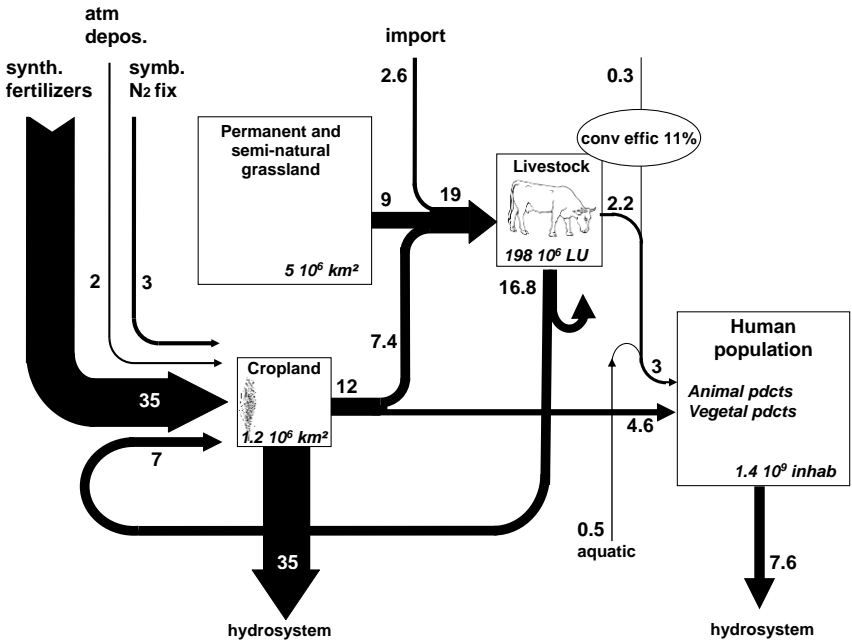 atm
depos.
import
synth.
fertilizers
symb.
N2 fix
2.6
0.3
Permanent and
semi-natural
grassland
conv effic 11%
Livestock
9
19
2.2
198 10⁶ LU
5 10⁶ km²
2
3
16.8
7.4
Human
population
Cropland
12
3
Animal pdcts
Vegetal pdcts
35
4.6
1.2 10⁶ km²
7
1.4 10⁹ inhab
0.5
aquatic
35
7.6
hydrosystem
hydrosystem